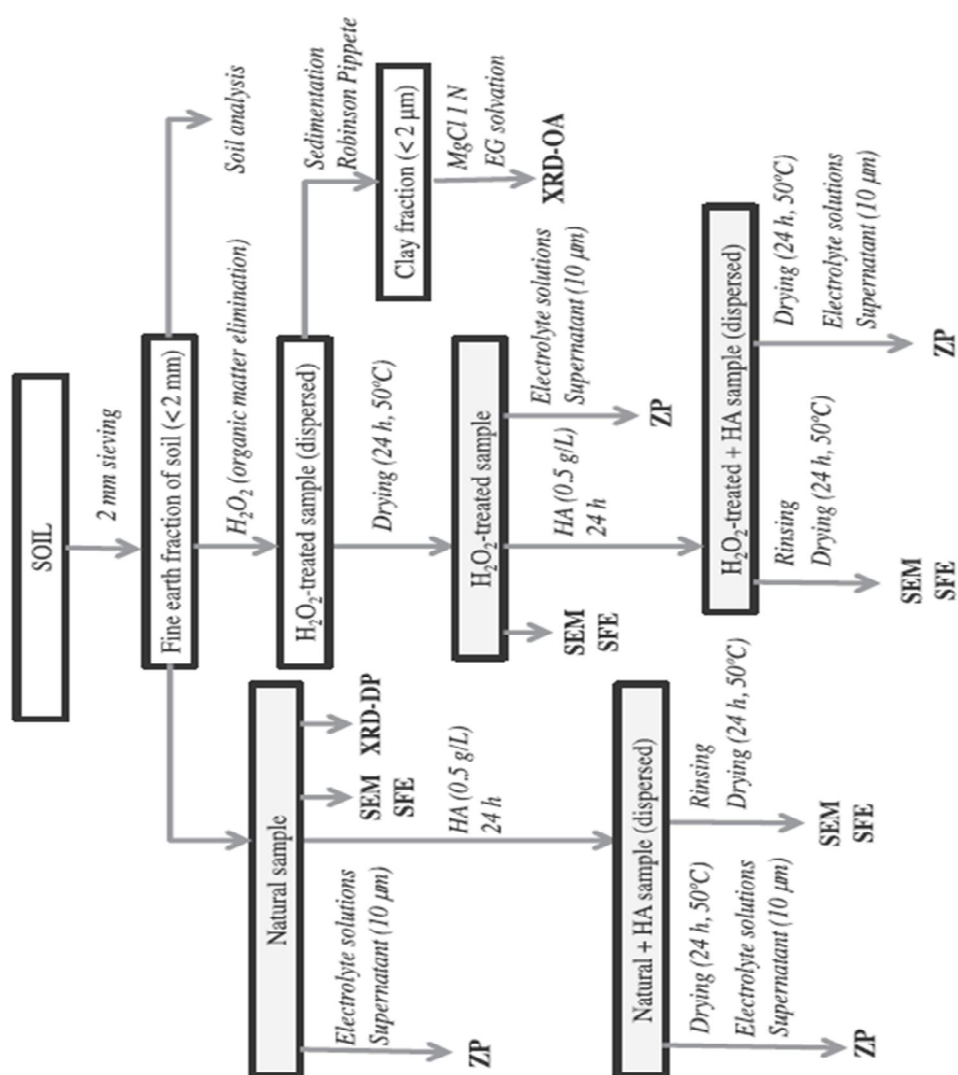 SOIL
2 mm sieving
Fine earth fraction of soil (< 2 mm)
Soil analysis
H₂O₂ (organic matter elimination)
Natural sample
Electrolyte solutions
Supernatant (10 µm)
ZP
SEM
SFE
XRD-DP
HA (0.5 g/L)
24 h
Natural + HA sample (dispersed)
Drying (24 h, 50ºC)
Electrolyte solutions
Supernatant (10 µm)
ZP
Rinsing
Drying (24 h, 50ºC)
SEM
SFE
H₂O₂-treated sample (dispersed)
Sedimentation
Robinson Pippete
Clay fraction (< 2 µm)
MgCl 1 N
EG solvation
XRD-OA
Drying (24 h, 50ºC)
H₂O₂-treated sample
SEM
SFE
HA (0.5 g/L)
24 h
Electrolyte solutions
Supernatant (10 µm)
ZP
H₂O₂-treated + HA sample (dispersed)
Rinsing
Drying (24 h, 50ºC)
SEM
SFE
Drying (24 h, 50ºC)
Electrolyte solutions
Supernatant (10 µm)
ZP